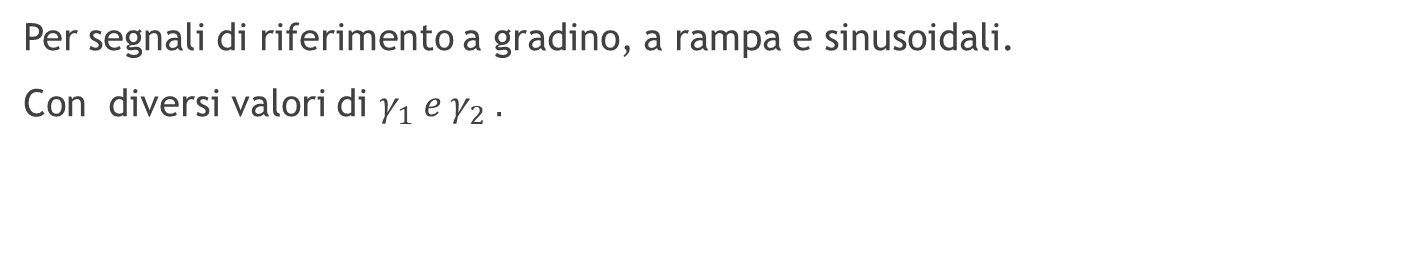 Per segnali di riferimento a gradino, a rampa e sinusoidali.
Con diversi valori di γ₁ e γ₂ .